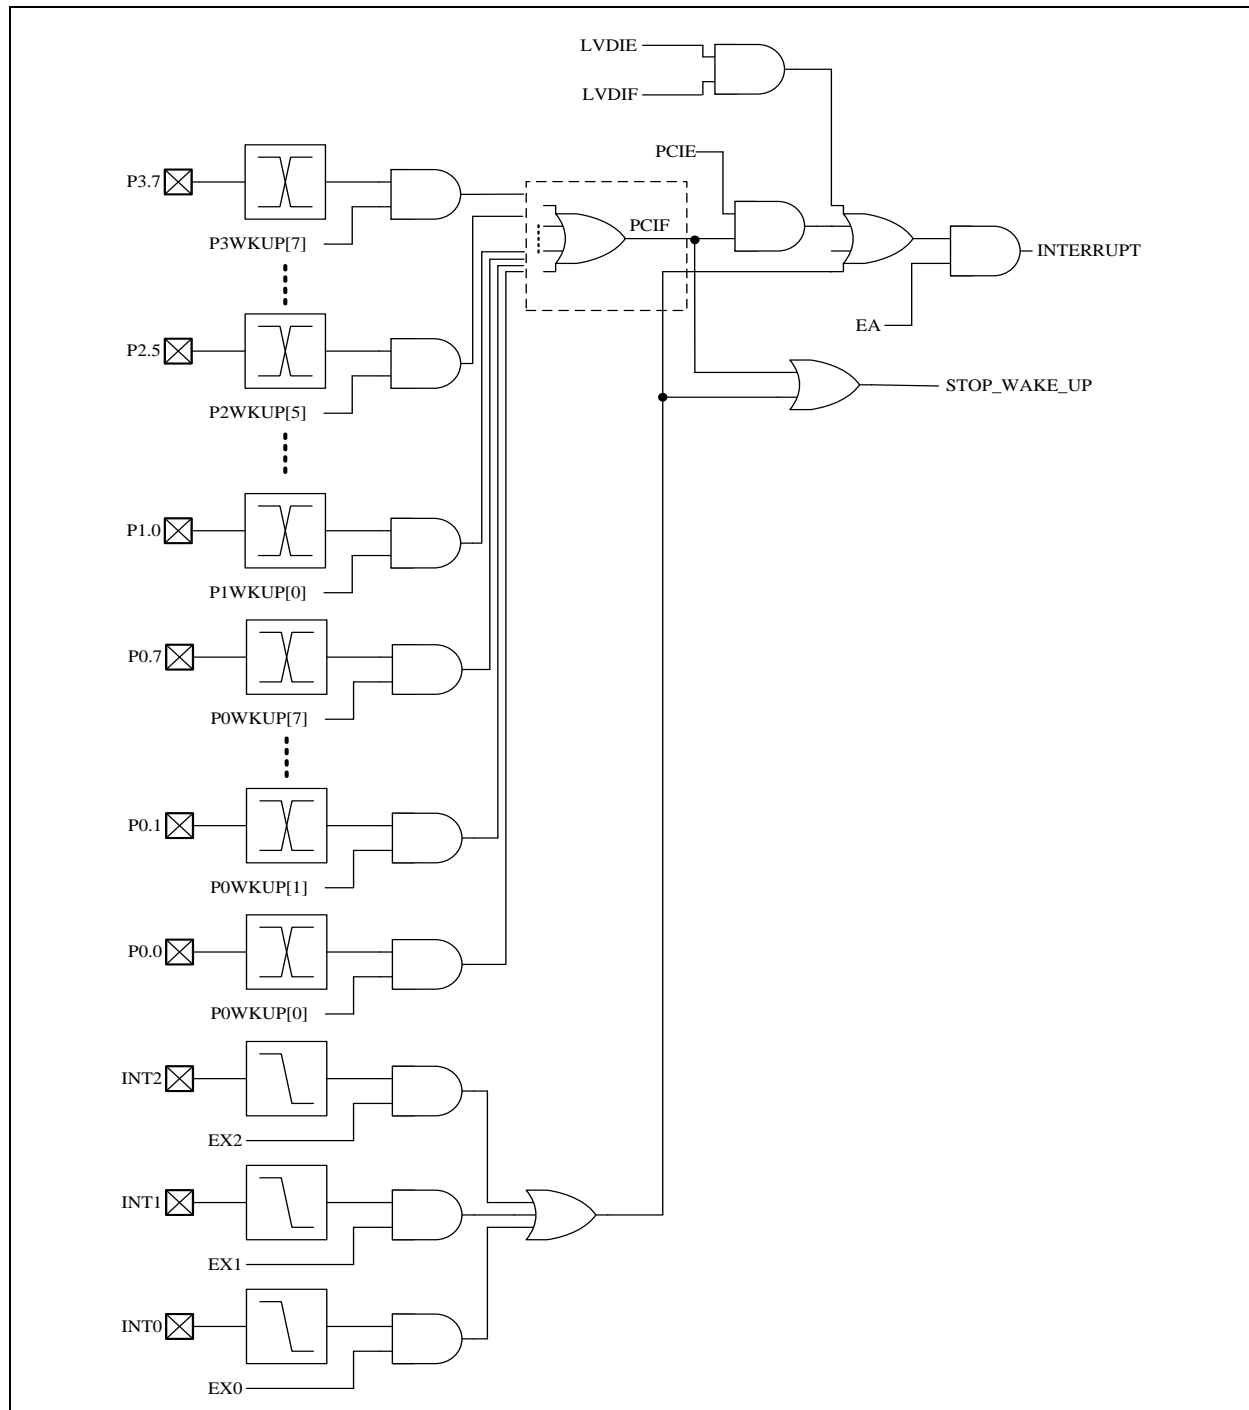 LVDIE
LVDIF
PCIE
P3.7
PCIF
P3WKUP[7]
INTERRUPT
EA
P2.5
STOP_WAKE_UP
P2WKUP[5]
P1.0
P1WKUP[0]
P0.7
P0WKUP[7]
P0.1
P0WKUP[1]
P0.0
P0WKUP[0]
INT2
EX2
INT1
EX1
INT0
EX0